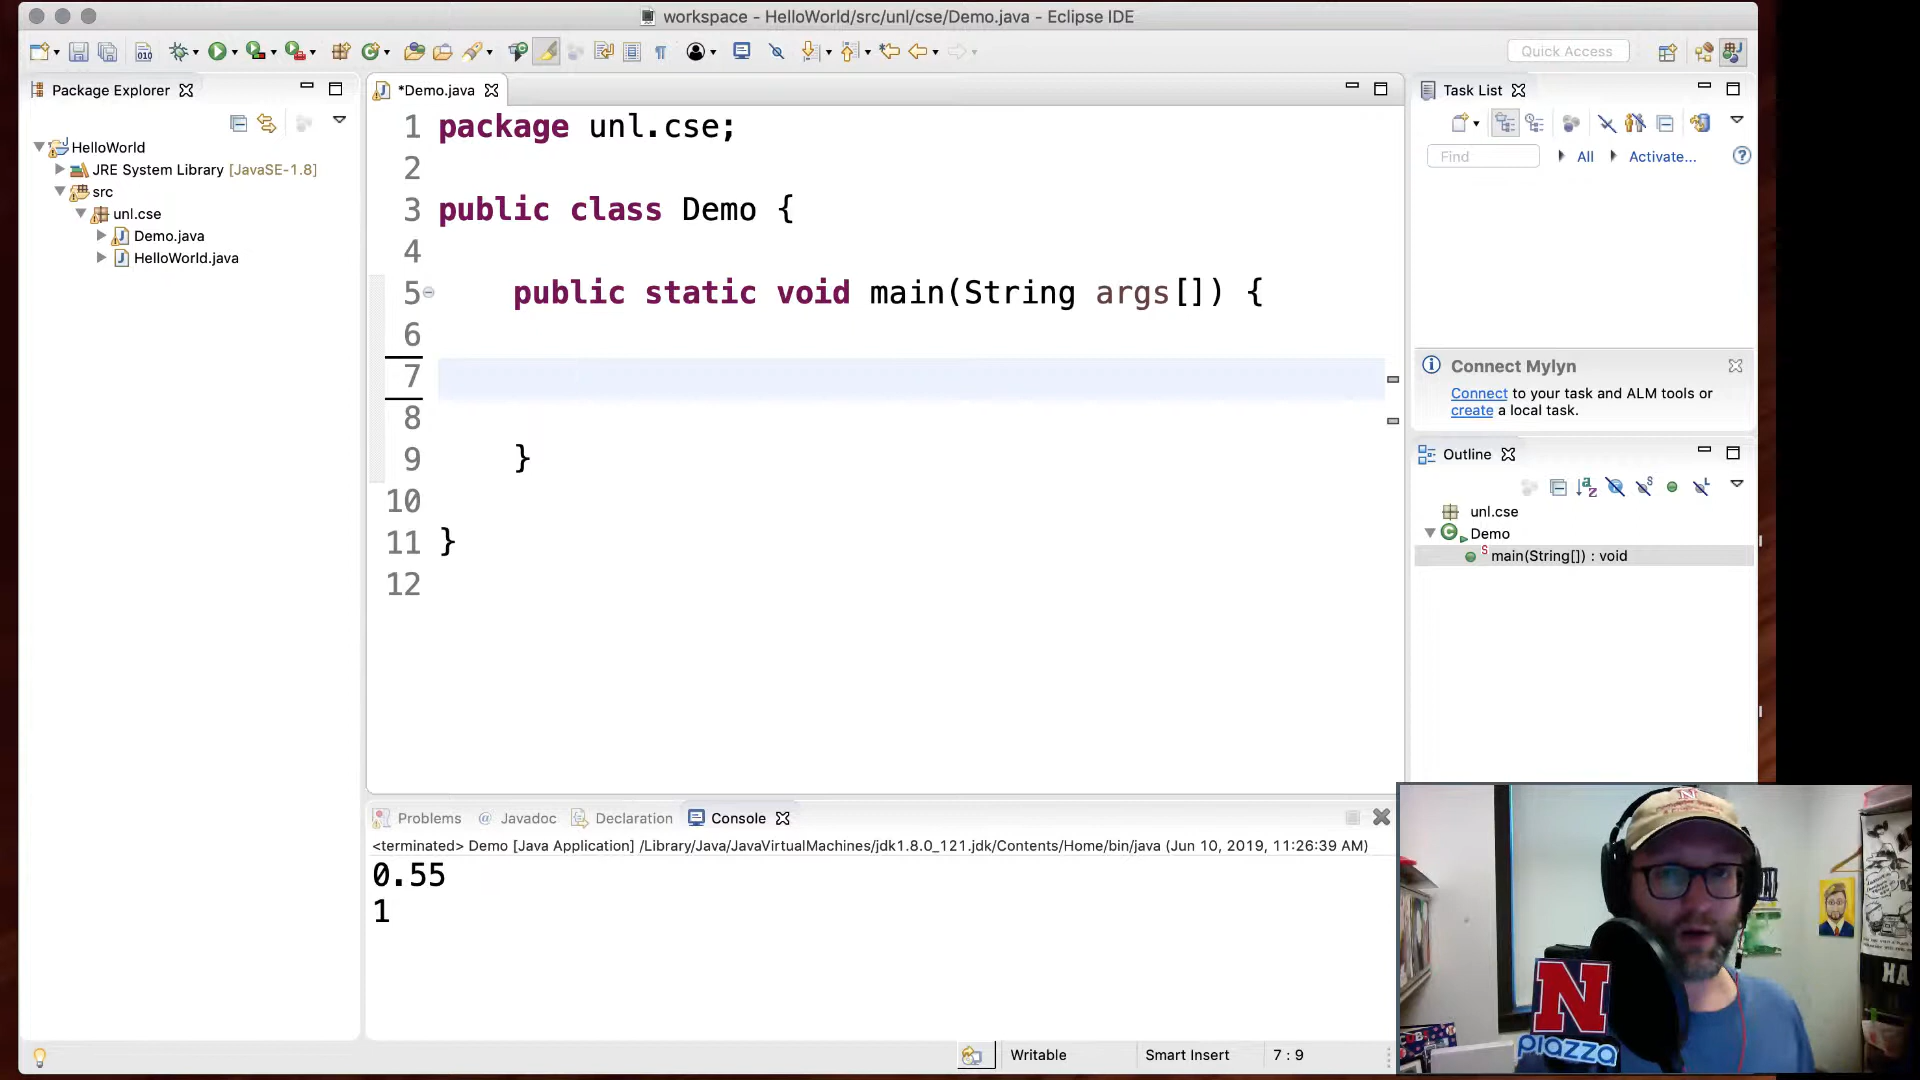 workspace - HelloWorld/src/unl/cse/Demo.java - Eclipse IDE
Quick Access
Package Explorer
HelloWorld
JRE System Library [JavaSE-1.8]
src
unl.cse
Demo.java
HelloWorld.java
*Demo.java
1 package unl.cse;
2
3 public class Demo {
4
5 public static void main(String args[]) {
6
7
8
9 }
10
11 }
12
Task List
Find
All
Activate...
Connect Mylyn
Connect to your task and ALM tools or
create a local task.
Outline
unl.cse
Demo
main(String[]) : void
Problems
Javadoc
Declaration
Console
<terminated> Demo [Java Application] /Library/Java/JavaVirtualMachines/jdk1.8.0_121.jdk/Contents/Home/bin/java (Jun 10, 2019, 11:26:39 AM)
0.55
1
Writable
Smart Insert
7 : 9
N
N
piazza
HA